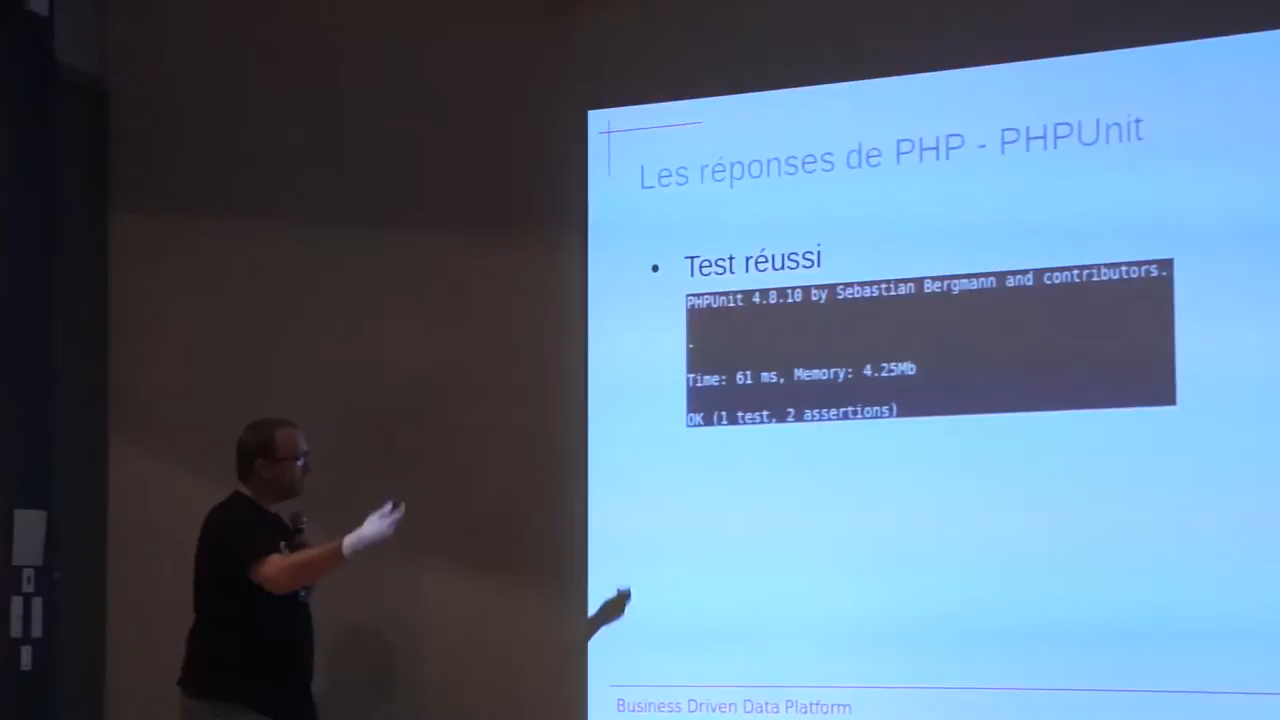 Les réponses de PHP - PHPUnit
• Test réussi
PHPUnit 4.8.10 by Sebastian Bergmann and contributors.
.
Time: 61 ms, Memory: 4.25Mb
OK (1 test, 2 assertions)
Business Driven Data Platform